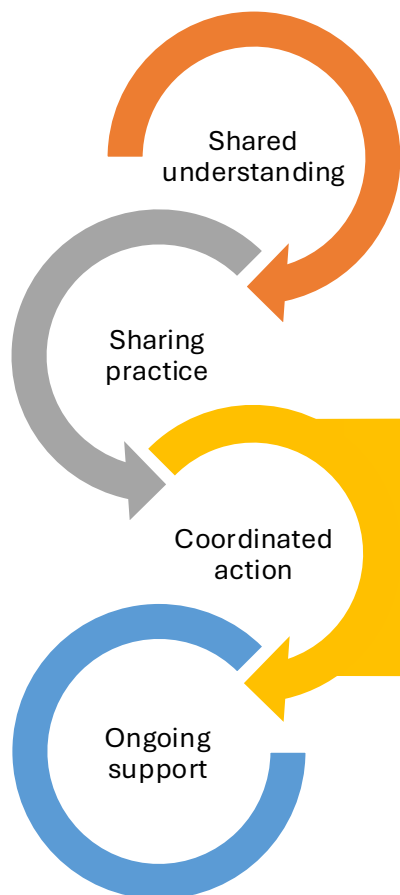 Shared
understanding
Sharing
practice
Coordinated
action
Ongoing
support